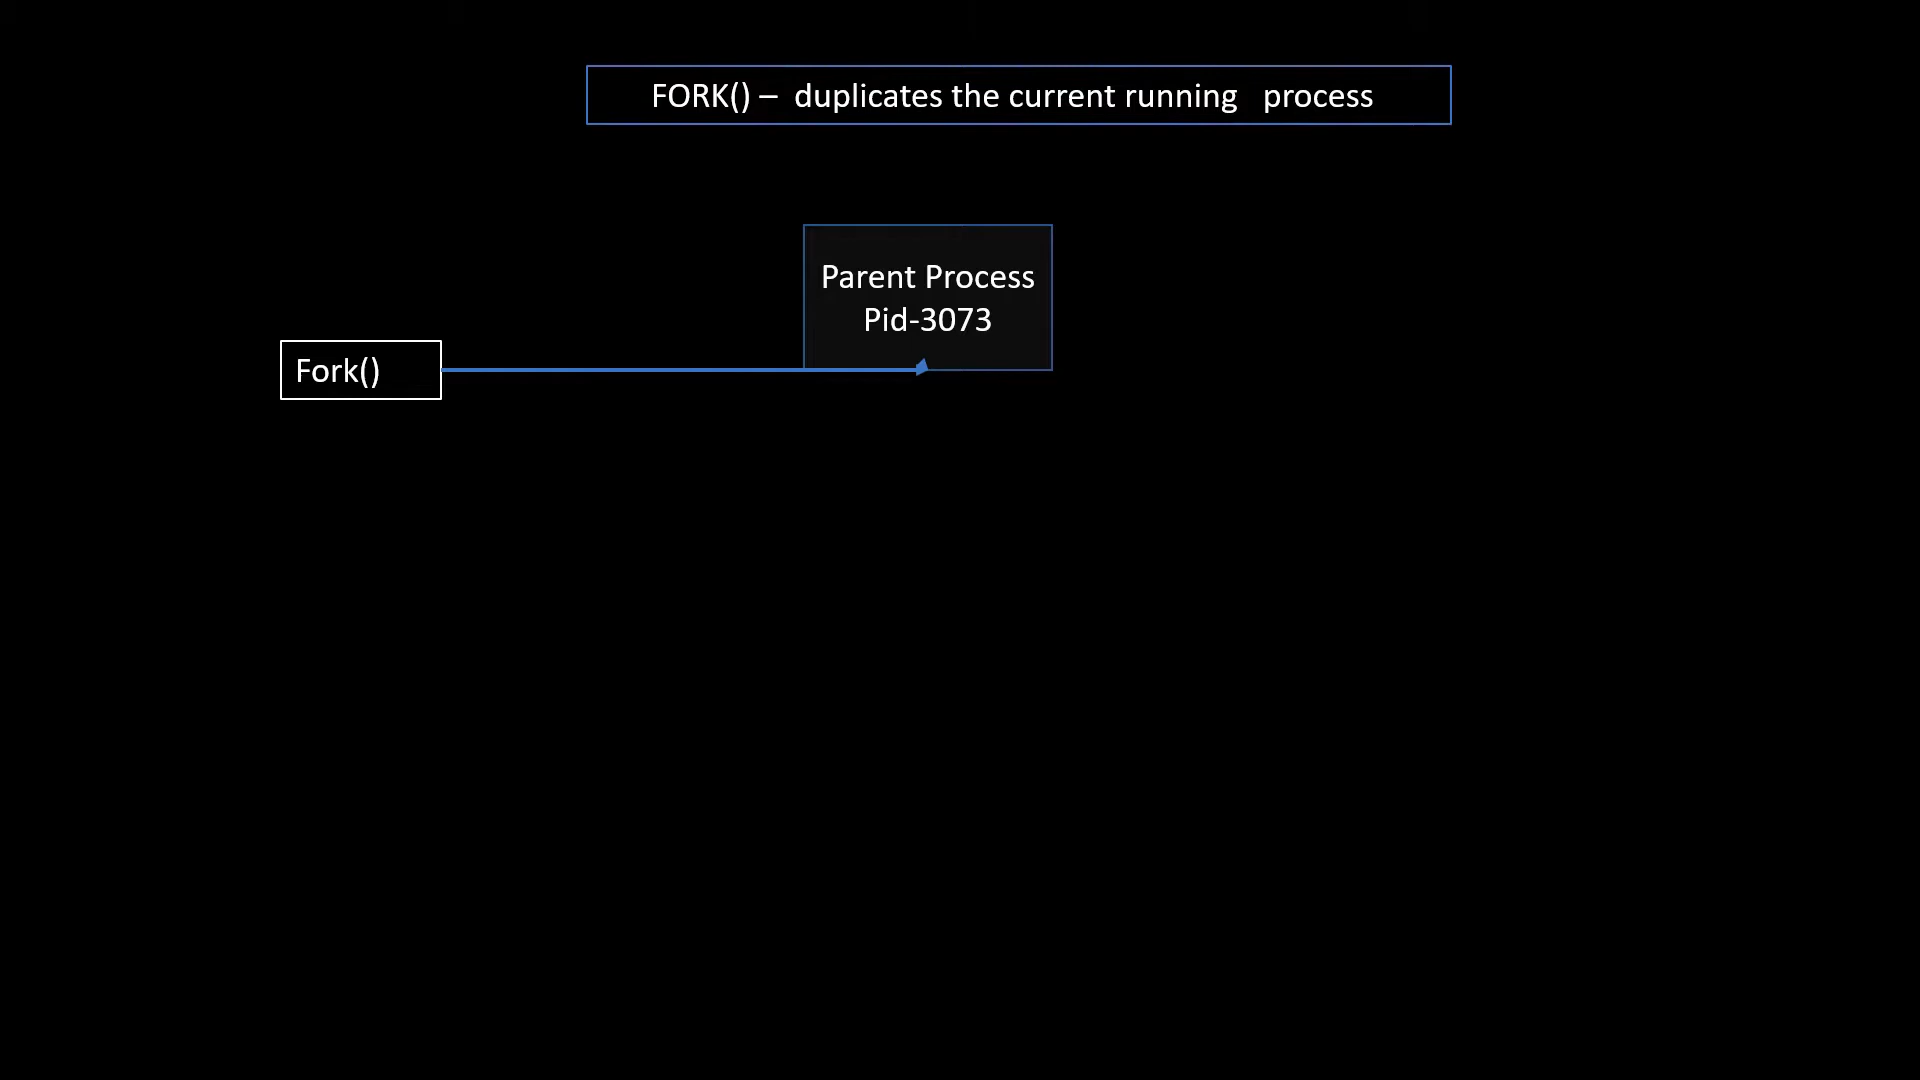 FORK() – duplicates the current running process
Parent Process
Pid-3073
Fork()